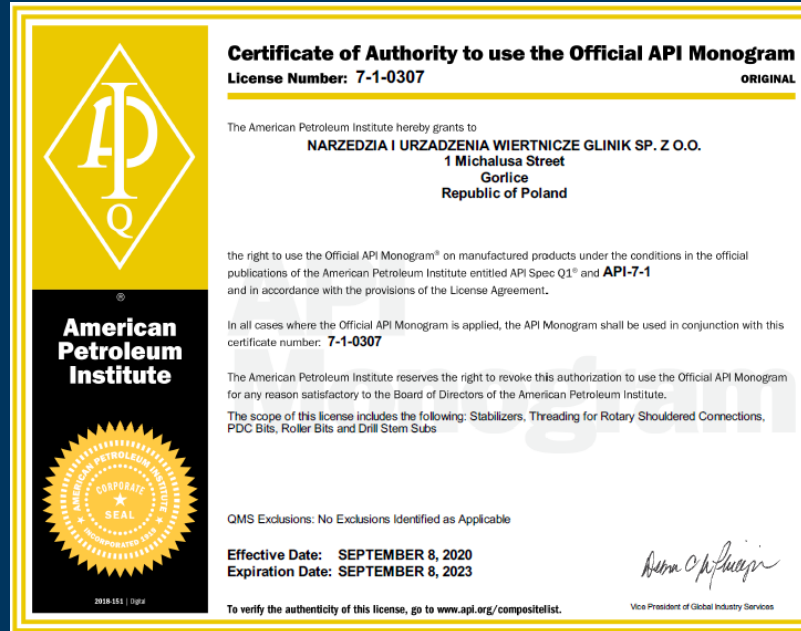 API
Q
®
American
Petroleum
Institute
AMERICAN PETROLEUM INSTITUTE
CORPORATE
SEAL
INCORPORATED 1919
2018-151 | Digital
Certificate of Authority to use the Official API Monogram
License Number: 7-1-0307
ORIGINAL
The American Petroleum Institute hereby grants to
NARZEDZIA I URZADZENIA WIERTNICZE GLINIK SP. Z O.O.
1 Michalusa Street
Gorlice
Republic of Poland
the right to use the Official API Monogram® on manufactured products under the conditions in the official
publications of the American Petroleum Institute entitled API Spec Q1® and API-7-1
and in accordance with the provisions of the License Agreement.
In all cases where the Official API Monogram is applied, the API Monogram shall be used in conjunction with this
certificate number: 7-1-0307
The American Petroleum Institute reserves the right to revoke this authorization to use the Official API Monogram
for any reason satisfactory to the Board of Directors of the American Petroleum Institute.
The scope of this license includes the following: Stabilizers, Threading for Rotary Shouldered Connections,
PDC Bits, Roller Bits and Drill Stem Subs
API
Monogram
QMS Exclusions: No Exclusions Identified as Applicable
Effective Date: SEPTEMBER 8, 2020
Expiration Date: SEPTEMBER 8, 2023
To verify the authenticity of this license, go to www.api.org/compositelist.
Vice President of Global Industry Services